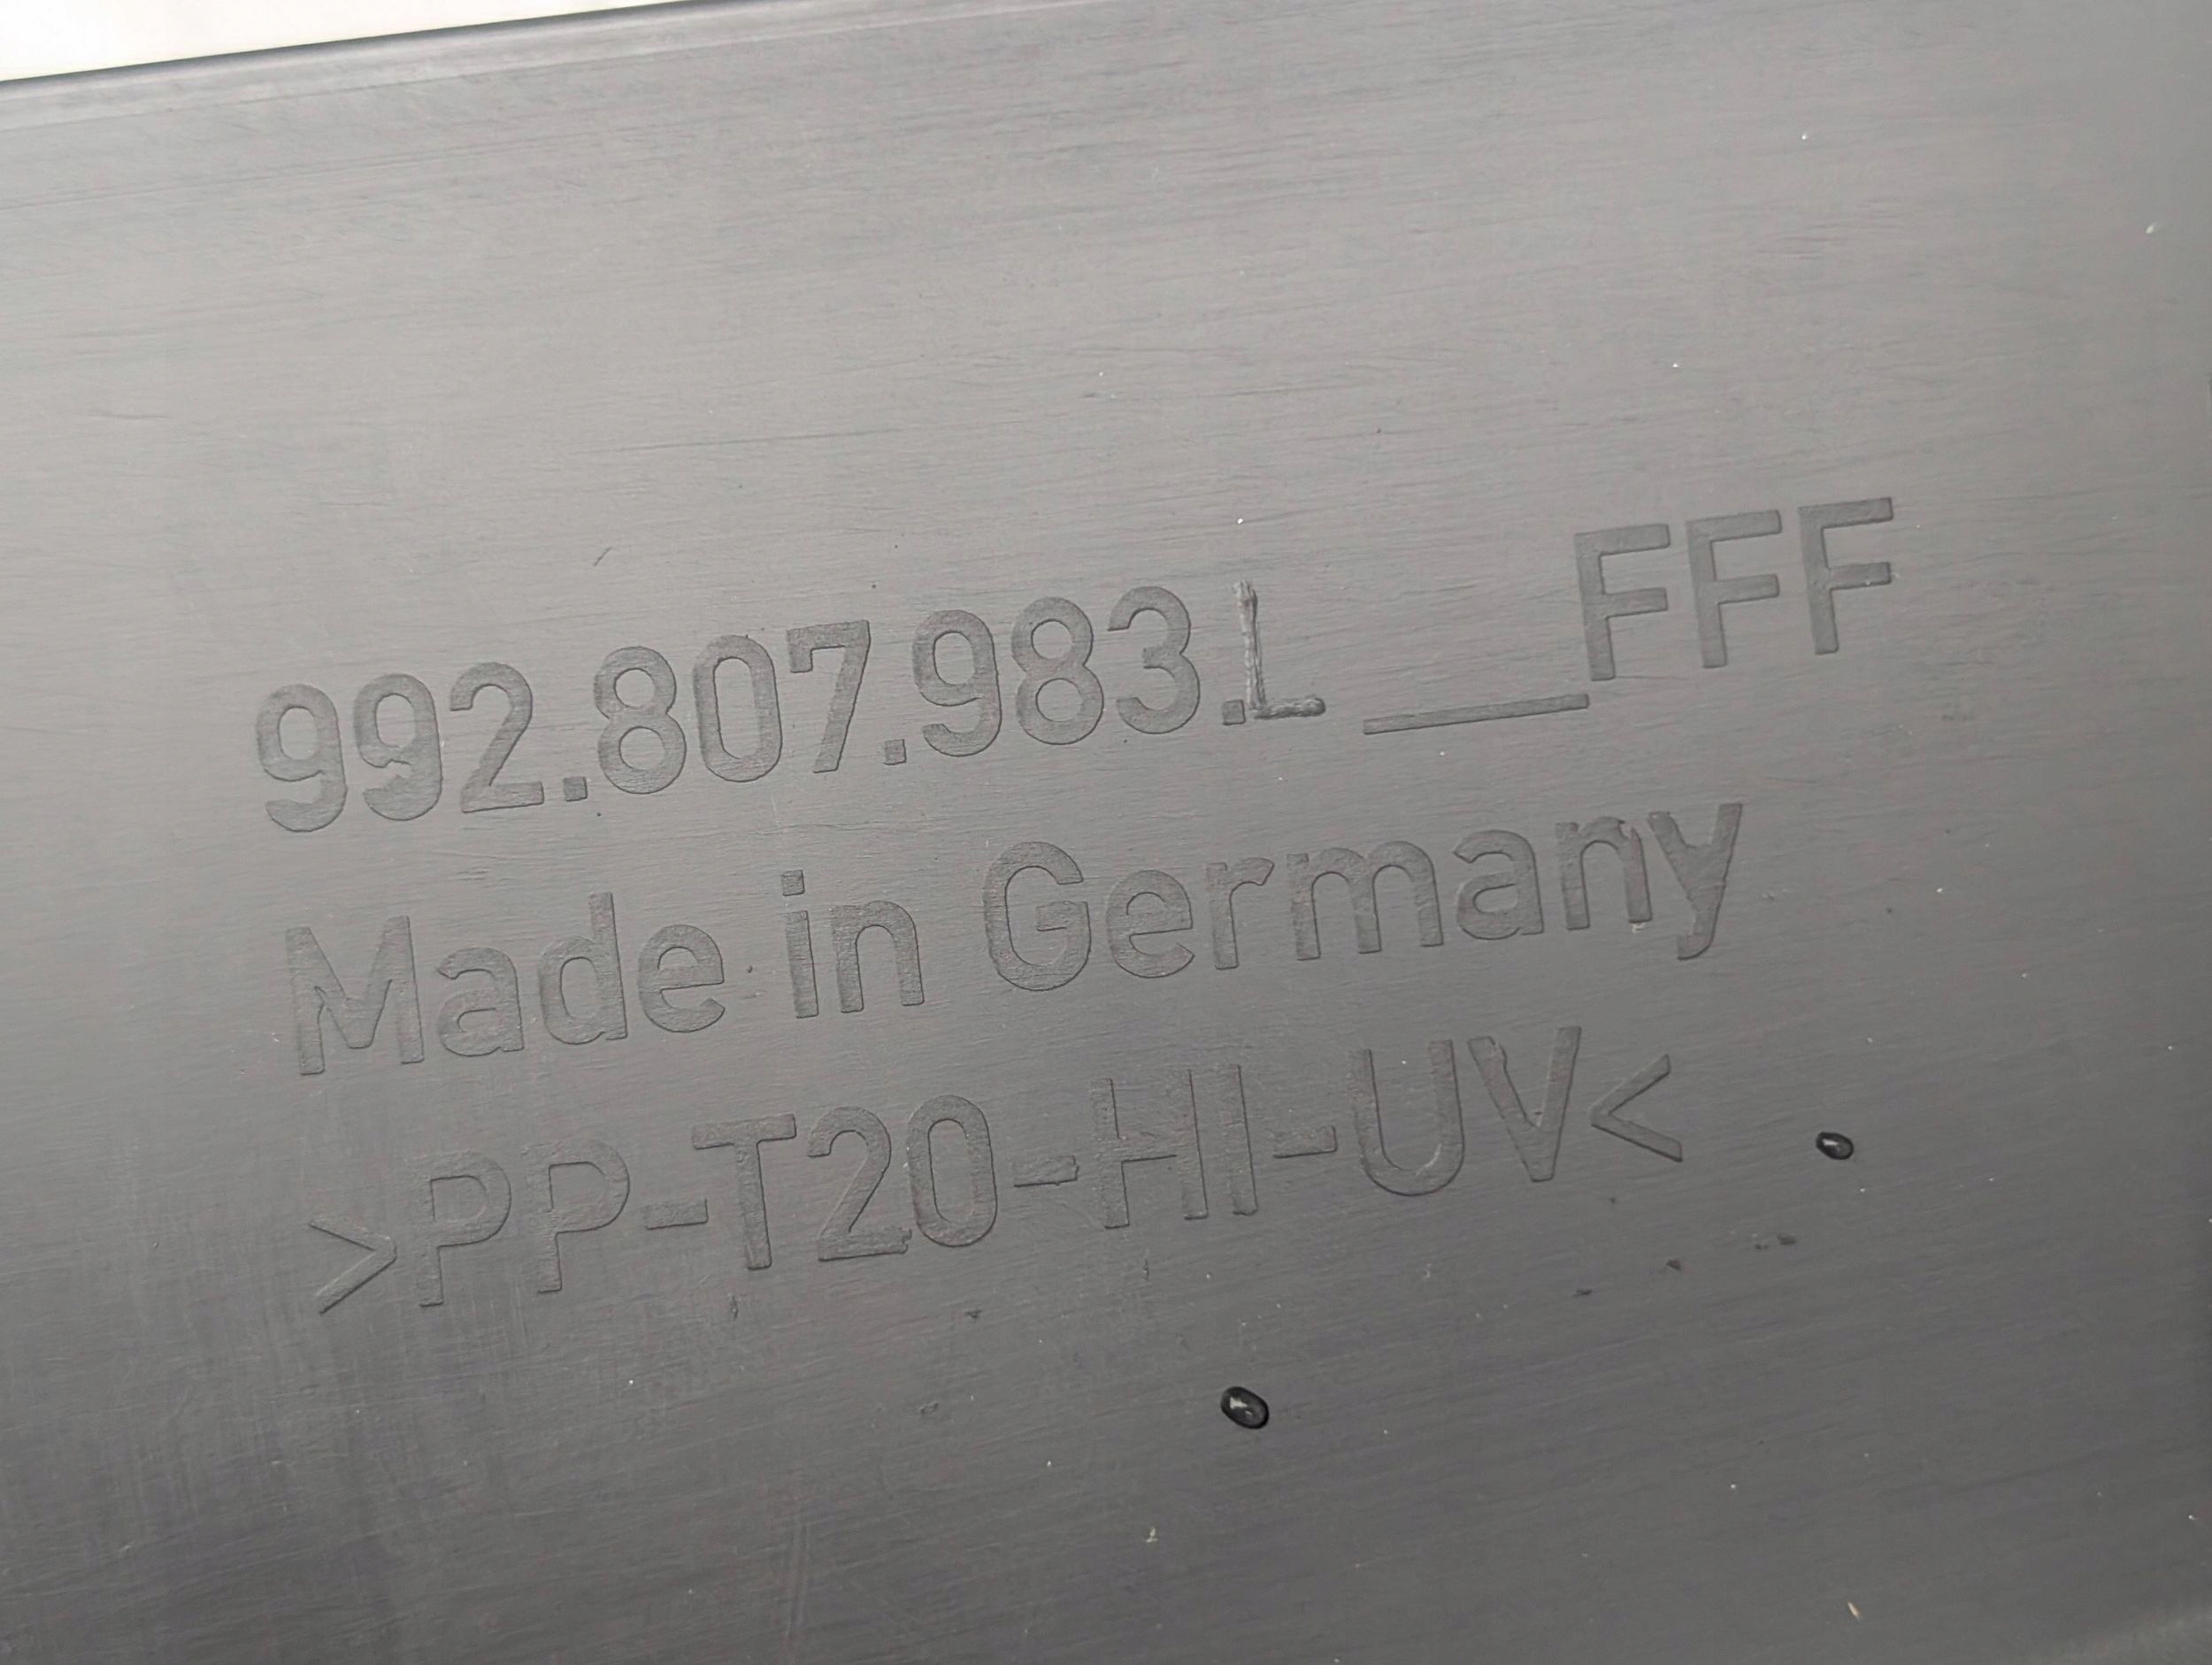 992.807.983.L __FFF
Made in Germany
>PP-T20-HI-UV<